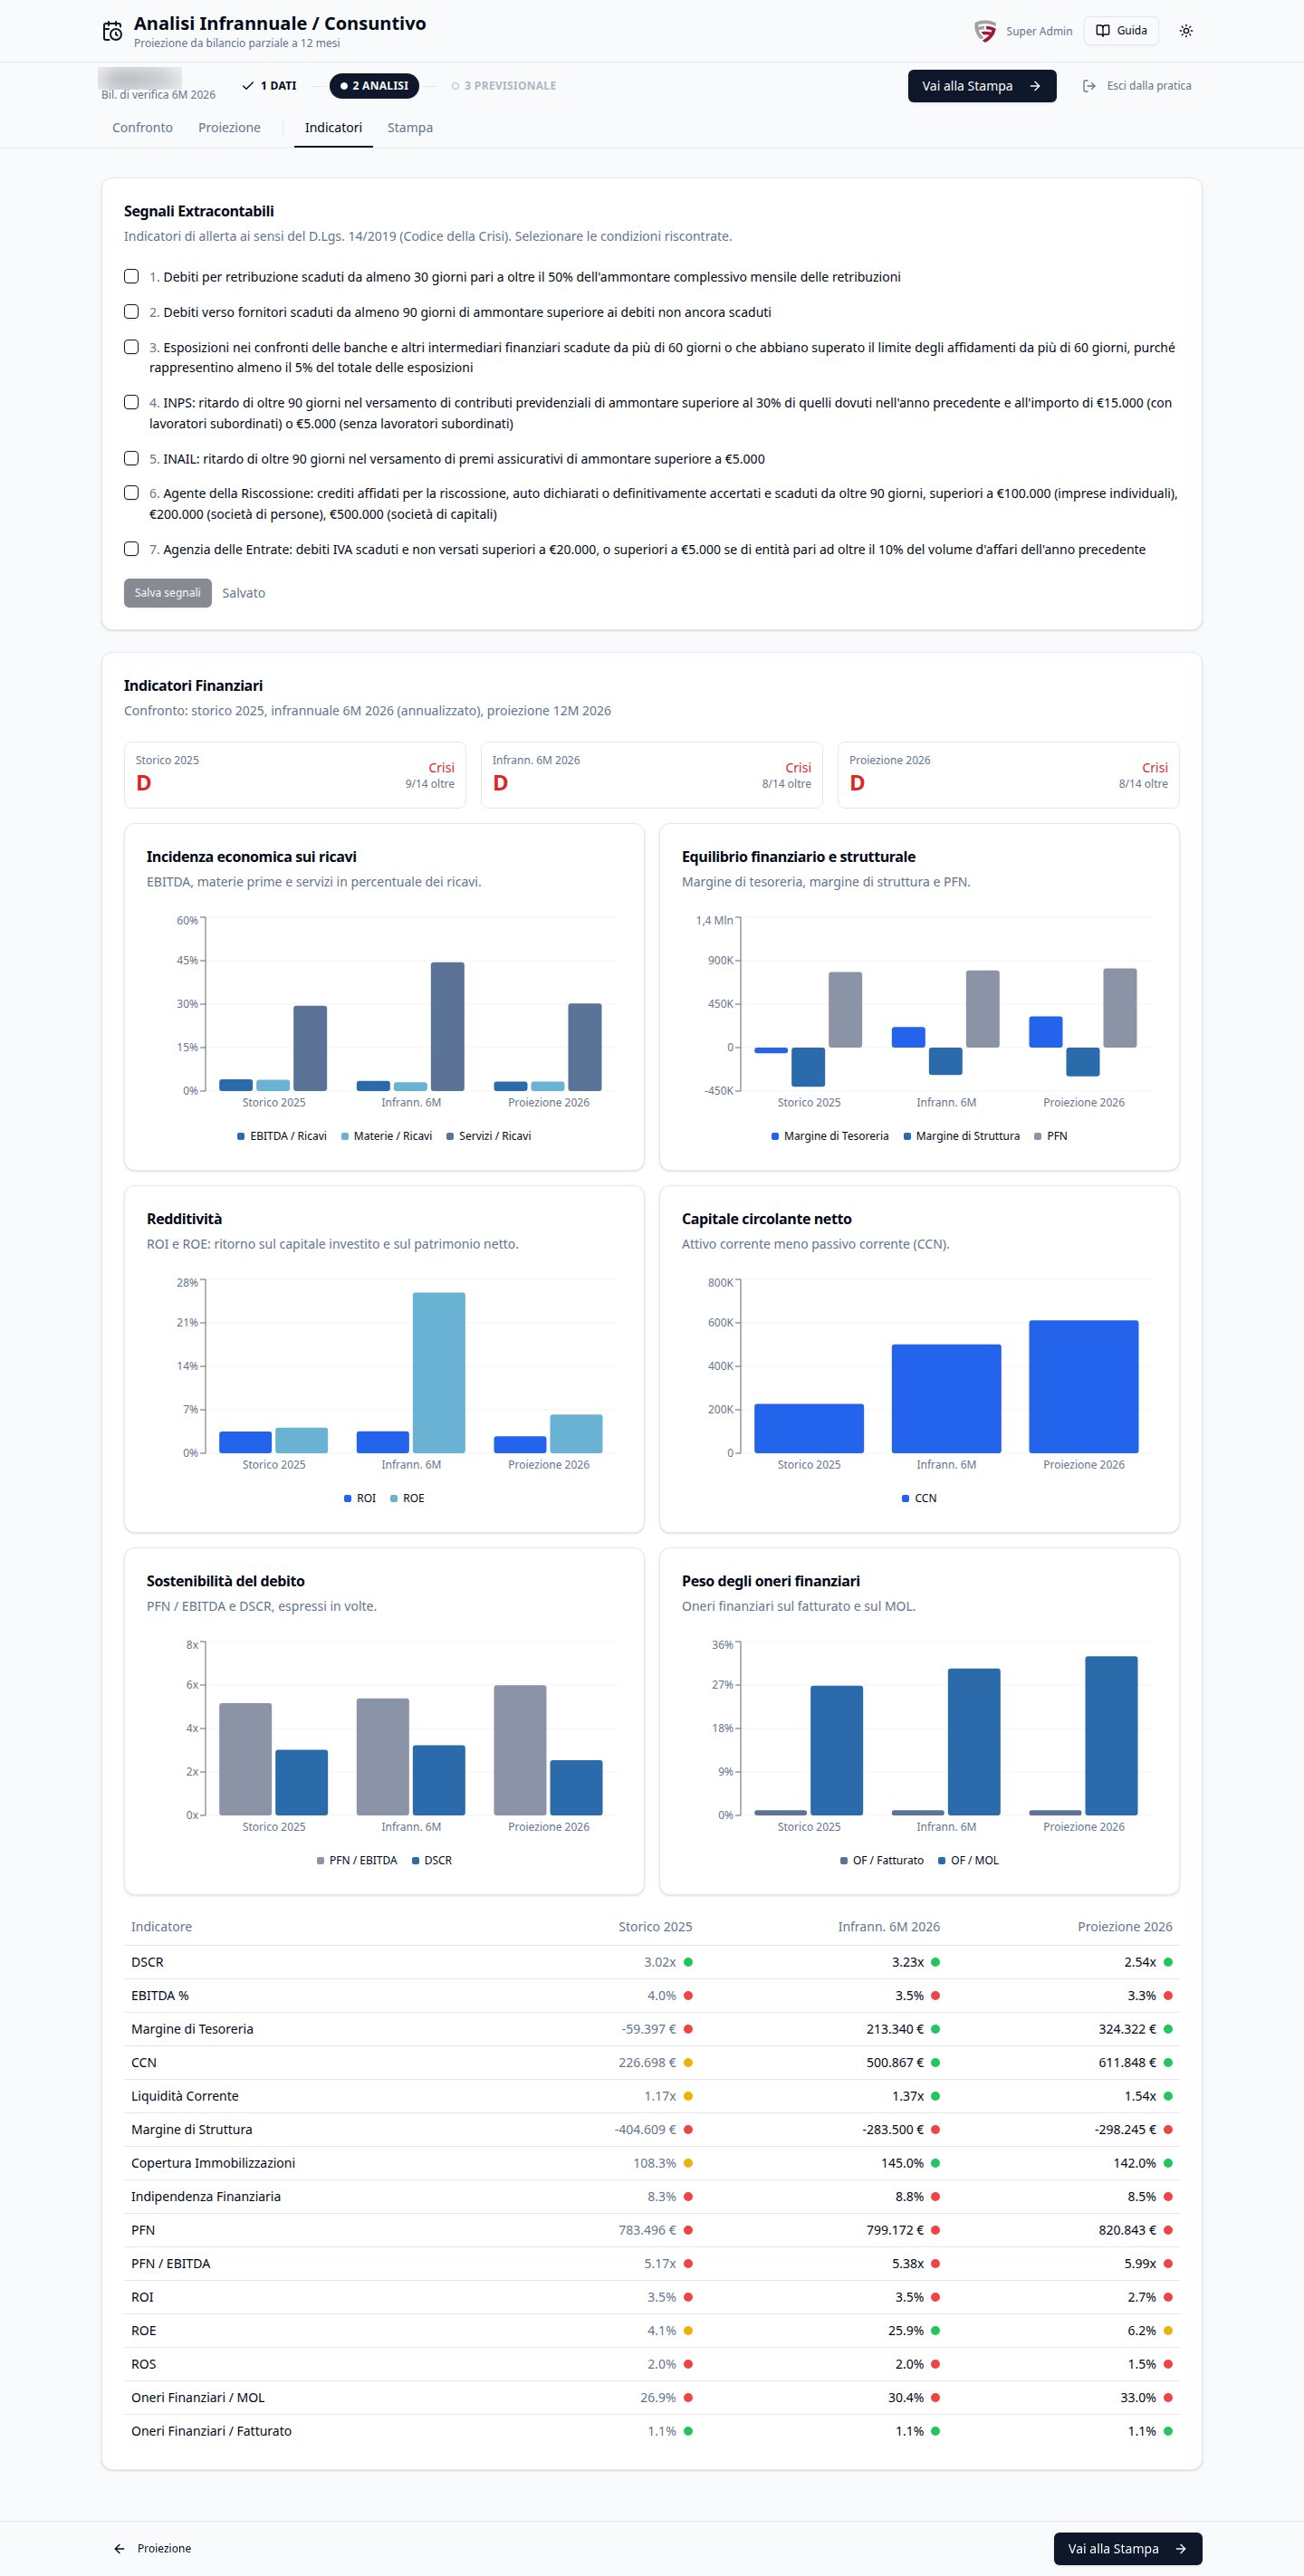 Analisi Infrannuale / Consuntivo
Proiezione da bilancio parziale a 12 mesi
Super Admin
Guida
Bil. di verifica 6M 2026
1 DATI
2 ANALISI
3 PREVISIONALE
Vai alla Stampa
Esci dalla pratica
Confronto
Proiezione
Indicatori
Stampa
Segnali Extracontabili
Indicatori di allerta ai sensi del D.Lgs. 14/2019 (Codice della Crisi). Selezionare le condizioni riscontrate.
1. Debiti per retribuzione scaduti da almeno 30 giorni pari a oltre il 50% dell'ammontare complessivo mensile delle retribuzioni
2. Debiti verso fornitori scaduti da almeno 90 giorni di ammontare superiore ai debiti non ancora scaduti
3. Esposizioni nei confronti delle banche e altri intermediari finanziari scadute da più di 60 giorni o che abbiano superato il limite degli affidamenti da più di 60 giorni, purché
rappresentino almeno il 5% del totale delle esposizioni
4. INPS: ritardo di oltre 90 giorni nel versamento di contributi previdenziali di ammontare superiore al 30% di quelli dovuti nell'anno precedente e all'importo di €15.000 (con
lavoratori subordinati) o €5.000 (senza lavoratori subordinati)
5. INAIL: ritardo di oltre 90 giorni nel versamento di premi assicurativi di ammontare superiore a €5.000
6. Agente della Riscossione: crediti affidati per la riscossione, auto dichiarati o definitivamente accertati e scaduti da oltre 90 giorni, superiori a €100.000 (imprese individuali),
€200.000 (società di persone), €500.000 (società di capitali)
7. Agenzia delle Entrate: debiti IVA scaduti e non versati superiori a €20.000, o superiori a €5.000 se di entità pari ad oltre il 10% del volume d'affari dell'anno precedente
Salva segnali
Salvato
Indicatori Finanziari
Confronto: storico 2025, infrannuale 6M 2026 (annualizzato), proiezione 12M 2026
Storico 2025
D
Crisi
9/14 oltre
Infrann. 6M 2026
D
Crisi
8/14 oltre
Proiezione 2026
D
Crisi
8/14 oltre
Incidenza economica sui ricavi
EBITDA, materie prime e servizi in percentuale dei ricavi.
60%
45%
30%
15%
0%
Storico 2025
Infrann. 6M
Proiezione 2026
EBITDA / Ricavi
Materie / Ricavi
Servizi / Ricavi
Equilibrio finanziario e strutturale
Margine di tesoreria, margine di struttura e PFN.
1,4 Mln
900K
450K
0
-450K
Storico 2025
Infrann. 6M
Proiezione 2026
Margine di Tesoreria
Margine di Struttura
PFN
Redditività
ROI e ROE: ritorno sul capitale investito e sul patrimonio netto.
28%
21%
14%
7%
0%
Storico 2025
Infrann. 6M
Proiezione 2026
ROI
ROE
Capitale circolante netto
Attivo corrente meno passivo corrente (CCN).
800K
600K
400K
200K
0
Storico 2025
Infrann. 6M
Proiezione 2026
CCN
Sostenibilità del debito
PFN / EBITDA e DSCR, espressi in volte.
8x
6x
4x
2x
0x
Storico 2025
Infrann. 6M
Proiezione 2026
PFN / EBITDA
DSCR
Peso degli oneri finanziari
Oneri finanziari sul fatturato e sul MOL.
36%
27%
18%
9%
0%
Storico 2025
Infrann. 6M
Proiezione 2026
OF / Fatturato
OF / MOL
Indicatore Storico 2025 Infrann. 6M 2026 Proiezione 2026
DSCR 3.02x 3.23x 2.54x
EBITDA % 4.0% 3.5% 3.3%
Margine di Tesoreria -59.397 € 213.340 € 324.322 €
CCN 226.698 € 500.867 € 611.848 €
Liquidità Corrente 1.17x 1.37x 1.54x
Margine di Struttura -404.609 € -283.500 € -298.245 €
Copertura Immobilizzazioni 108.3% 145.0% 142.0%
Indipendenza Finanziaria 8.3% 8.8% 8.5%
PFN 783.496 € 799.172 € 820.843 €
PFN / EBITDA 5.17x 5.38x 5.99x
ROI 3.5% 3.5% 2.7%
ROE 4.1% 25.9% 6.2%
ROS 2.0% 2.0% 1.5%
Oneri Finanziari / MOL 26.9% 30.4% 33.0%
Oneri Finanziari / Fatturato 1.1% 1.1% 1.1%
Proiezione
Vai alla Stampa